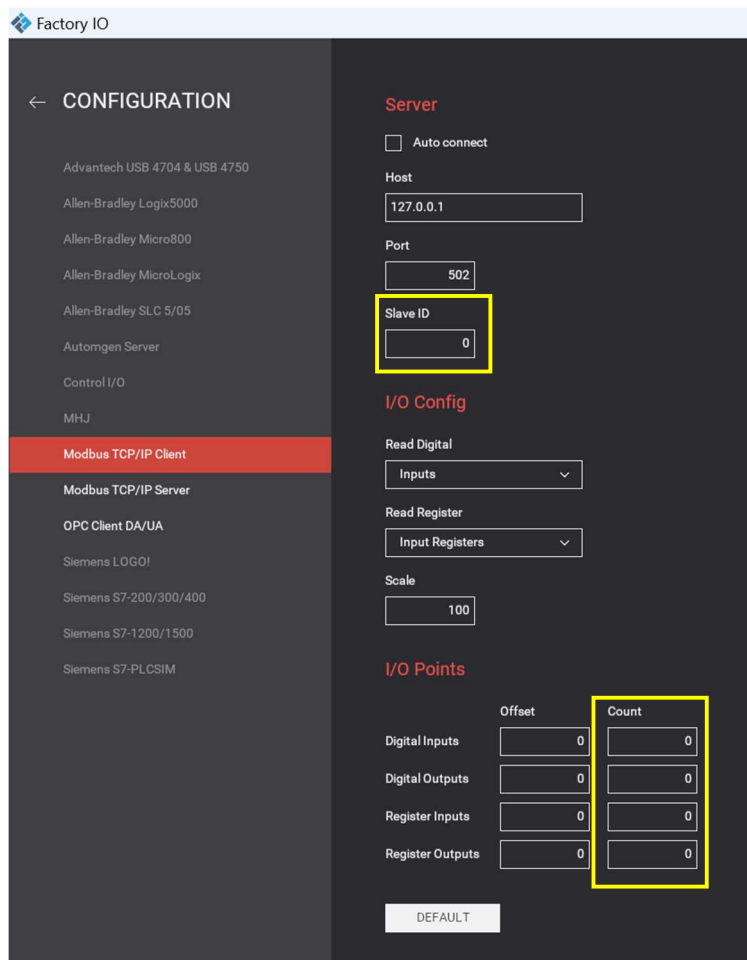 Factory IO
← CONFIGURATION
Advantech USB 4704 & USB 4750
Allen-Bradley Logix5000
Allen-Bradley Micro800
Allen-Bradley MicroLogix
Allen-Bradley SLC 5/05
Automgen Server
Control I/O
MHJ
Modbus TCP/IP Client
Modbus TCP/IP Server
OPC Client DA/UA
Siemens LOGO!
Siemens S7-200/300/400
Siemens S7-1200/1500
Siemens S7-PLCSIM
Server
Auto connect
Host
127.0.0.1
Port
502
Slave ID
0
I/O Config
Read Digital
Inputs
Read Register
Input Registers
Scale
100
I/O Points
Offset Count
Digital Inputs 0 0
Digital Outputs 0 0
Register Inputs 0 0
Register Outputs 0 0
DEFAULT